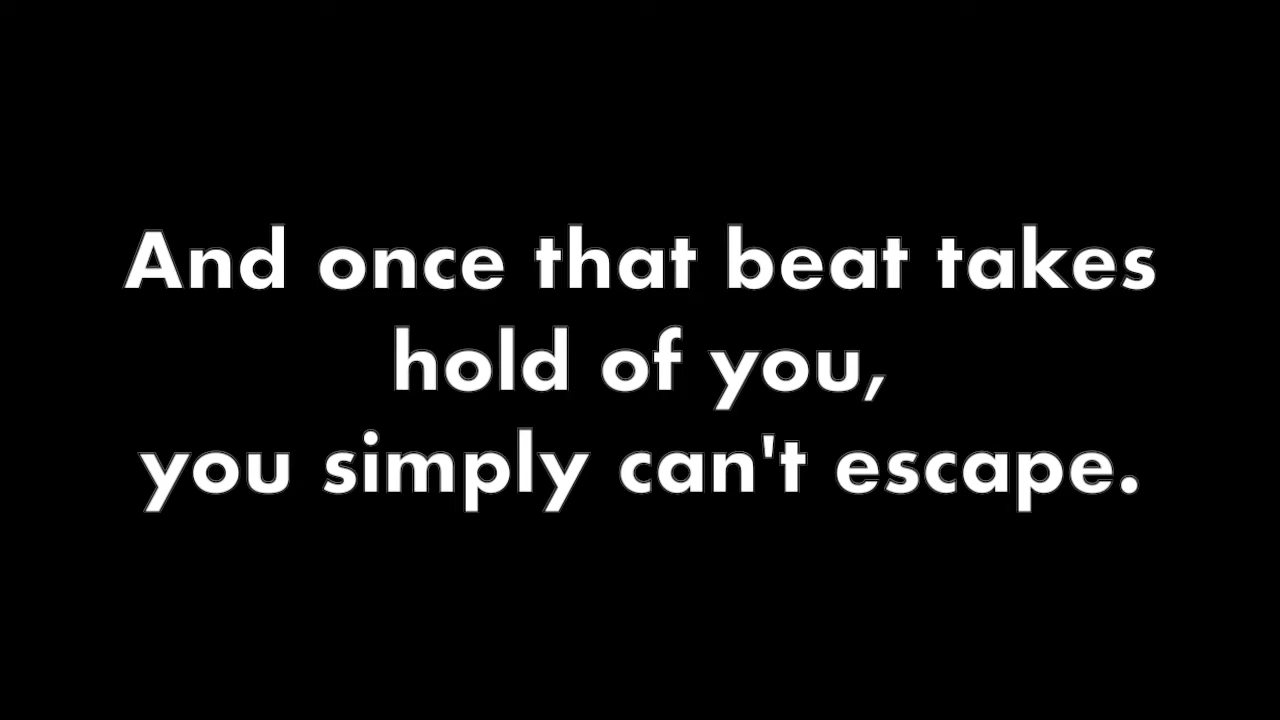 And once that beat takes
hold of you,
you simply can't escape.